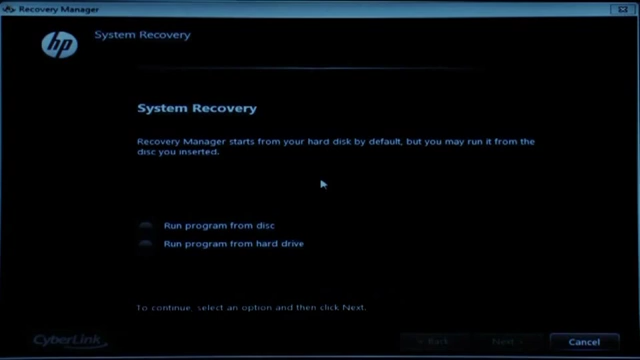 Recovery Manager
hp
System Recovery
System Recovery
Recovery Manager starts from your hard disk by default, but you may run it from the
disc you inserted.
Run program from disc
Run program from hard drive
To continue, select an option and then click Next.
CyberLink
< Back
Next >
Cancel